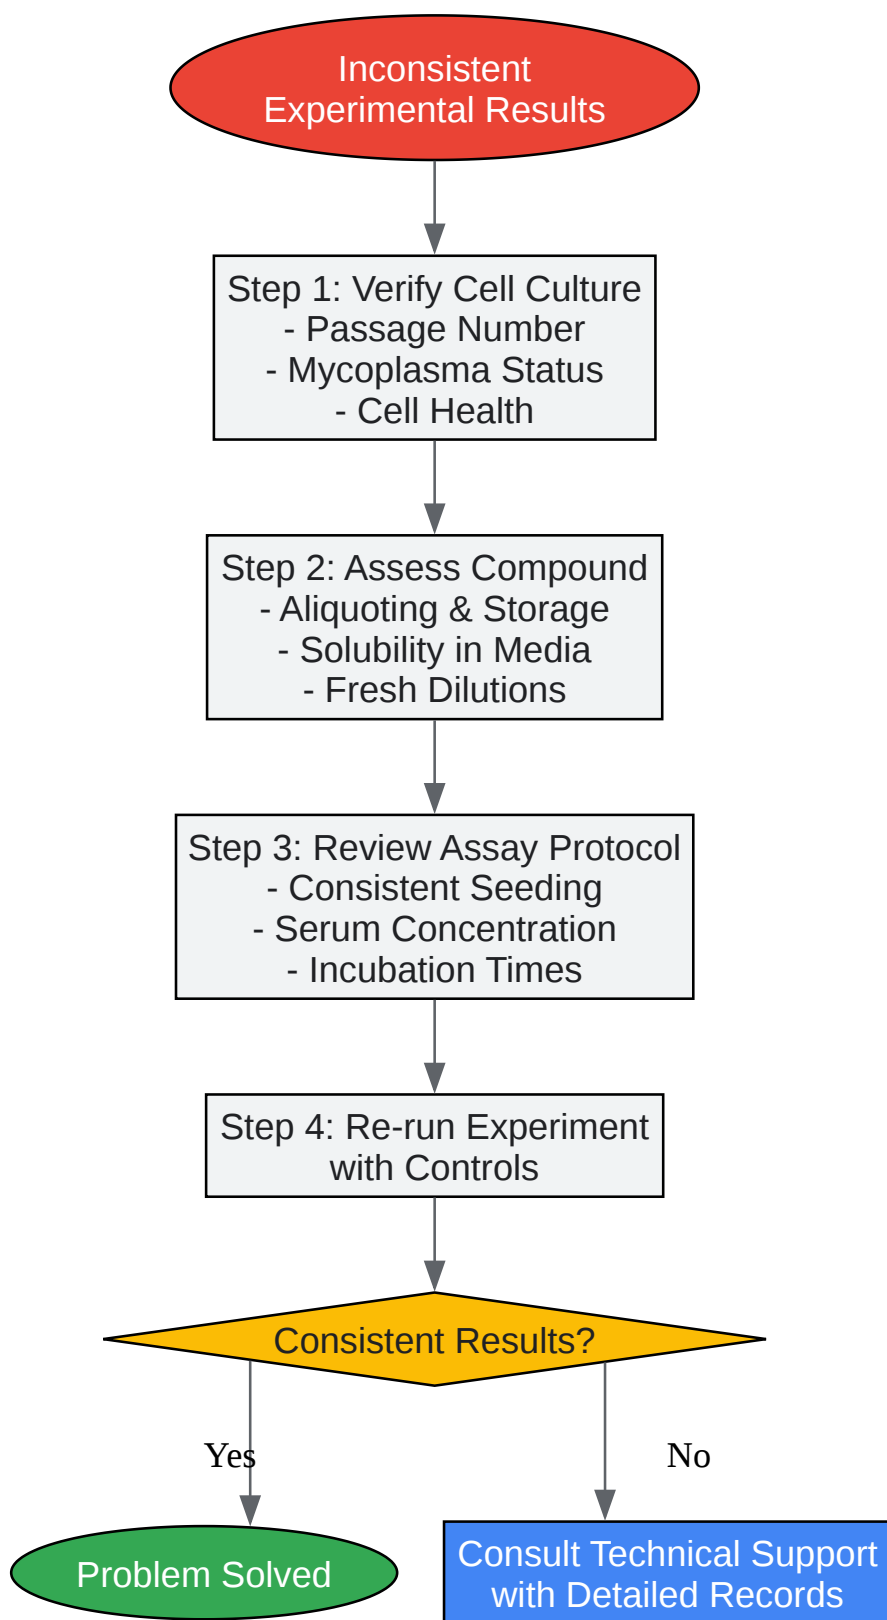 Inconsistent
Experimental Results
Step 1: Verify Cell Culture
- Passage Number
- Mycoplasma Status
- Cell Health
Step 2: Assess Compound
- Aliquoting & Storage
- Solubility in Media
- Fresh Dilutions
Step 3: Review Assay Protocol
- Consistent Seeding
- Serum Concentration
- Incubation Times
Step 4: Re-run Experiment
with Controls
Consistent Results?
Yes
No
Problem Solved
Consult Technical Support
with Detailed Records